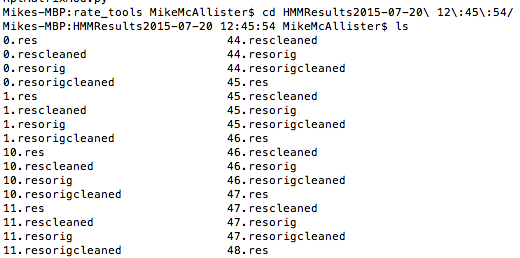 Mikes-MBP:rate_tools MikeMcAllister$ cd HMMResults2015-07-20\ 12\:45\:54/
Mikes-MBP:HMMResults2015-07-20 12:45:54 MikeMcAllister$ ls
0.res 44.rescleaned
0.rescleaned 44.resorig
0.resorig 44.resorigcleaned
0.resorigcleaned 45.res
1.res 45.rescleaned
1.rescleaned 45.resorig
1.resorig 45.resorigcleaned
1.resorigcleaned 46.res
10.res 46.rescleaned
10.rescleaned 46.resorig
10.resorig 46.resorigcleaned
10.resorigcleaned 47.res
11.res 47.rescleaned
11.rescleaned 47.resorig
11.resorig 47.resorigcleaned
11.resorigcleaned 48.res